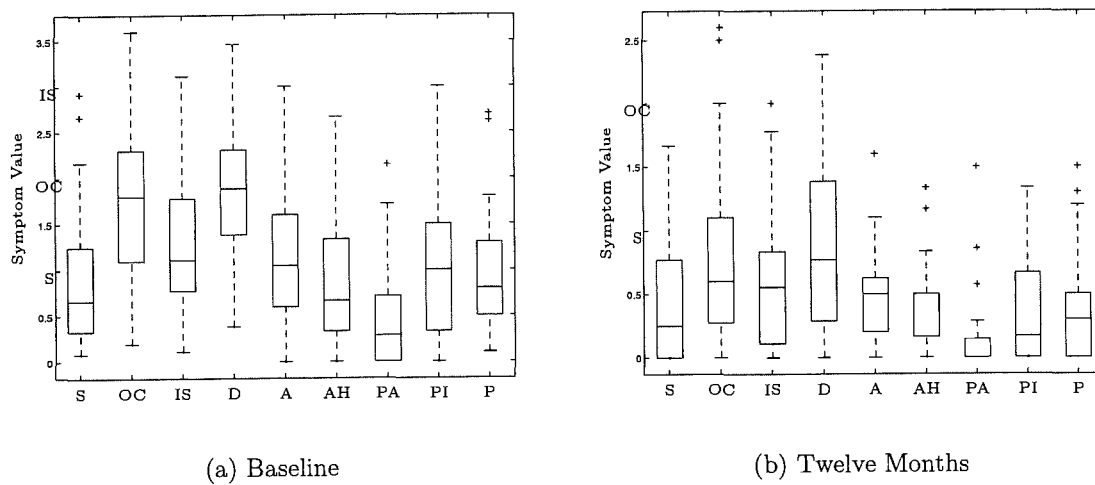 3.5
IS
2.5
OC
1.5
S
0.5
0
Symptom Value
S OC IS D A AH PA PI P
(a) Baseline
2.5
OC
1.5
S
0.5
0
Symptom Value
S OC IS D A AH PA PI P
(b) Twelve Months